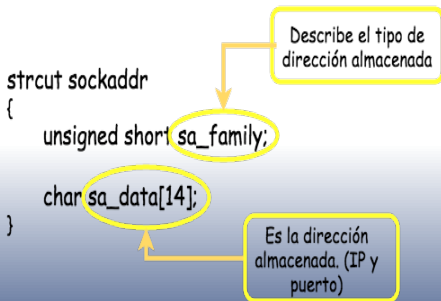 Describe el tipo de
dirección almacenada
strcut sockaddr
{
unsigned short sa_family;
char sa_data[14];
}
Es la dirección
almacenada. (IP y
puerto)